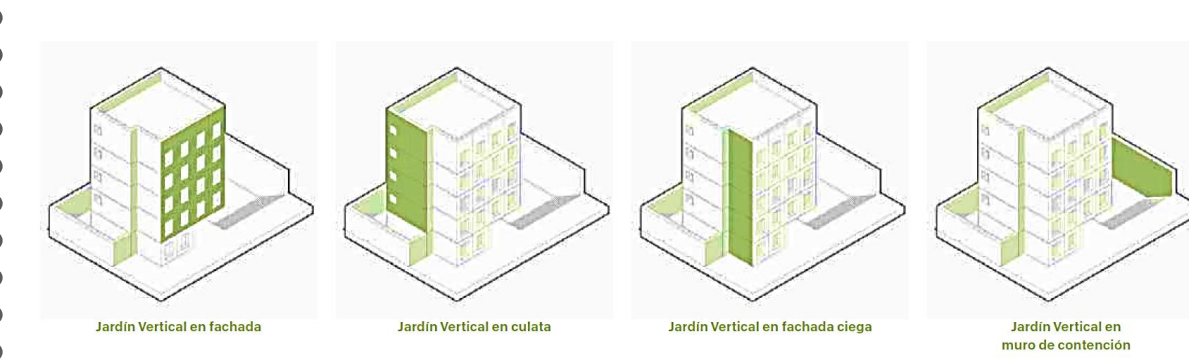 Jardín Vertical en fachada
Jardín Vertical en culata
Jardín Vertical en fachada ciega
Jardín Vertical en
muro de contención